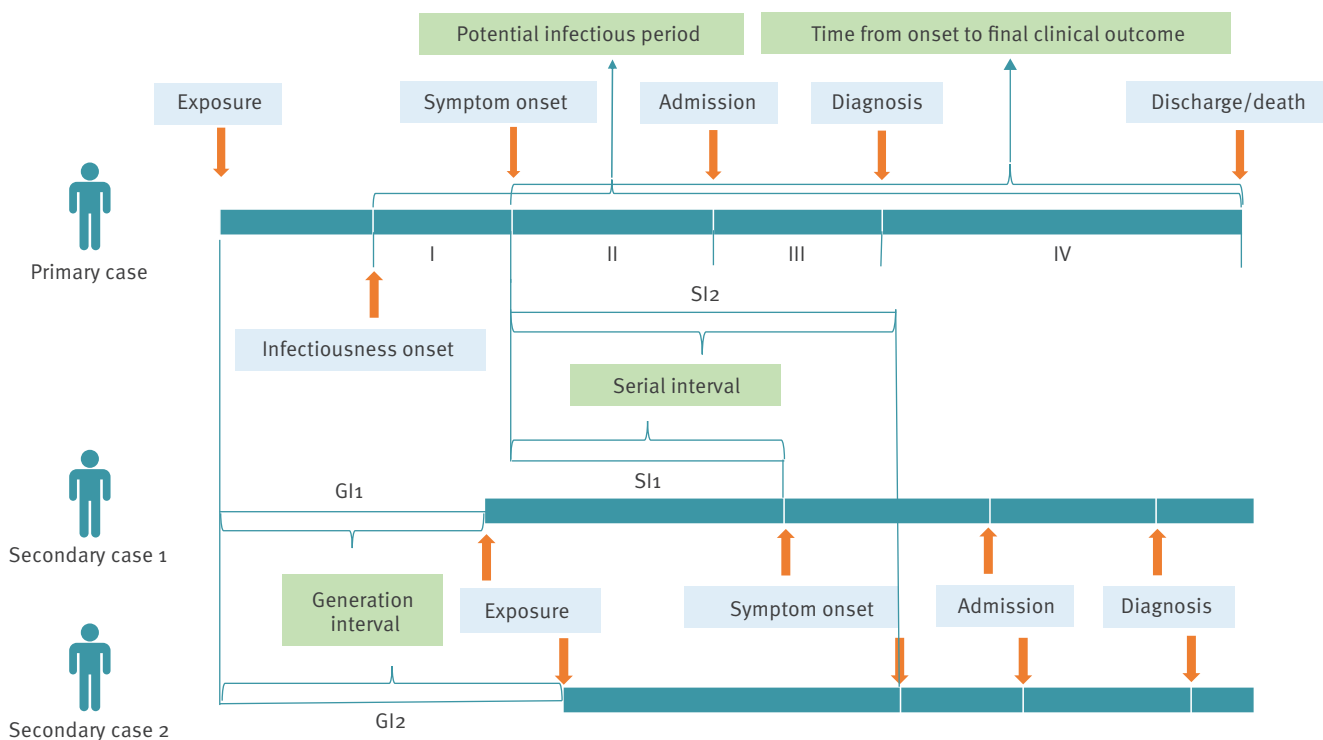 Potential infectious period
Time from onset to final clinical outcome
Exposure
Symptom onset
Admission
Diagnosis
Discharge/death
Primary case
I
II
III
IV
Infectiousness onset
SI2
Serial interval
SI1
GI1
Secondary case 1
Generation
interval
Exposure
Symptom onset
Admission
Diagnosis
GI2
Secondary case 2